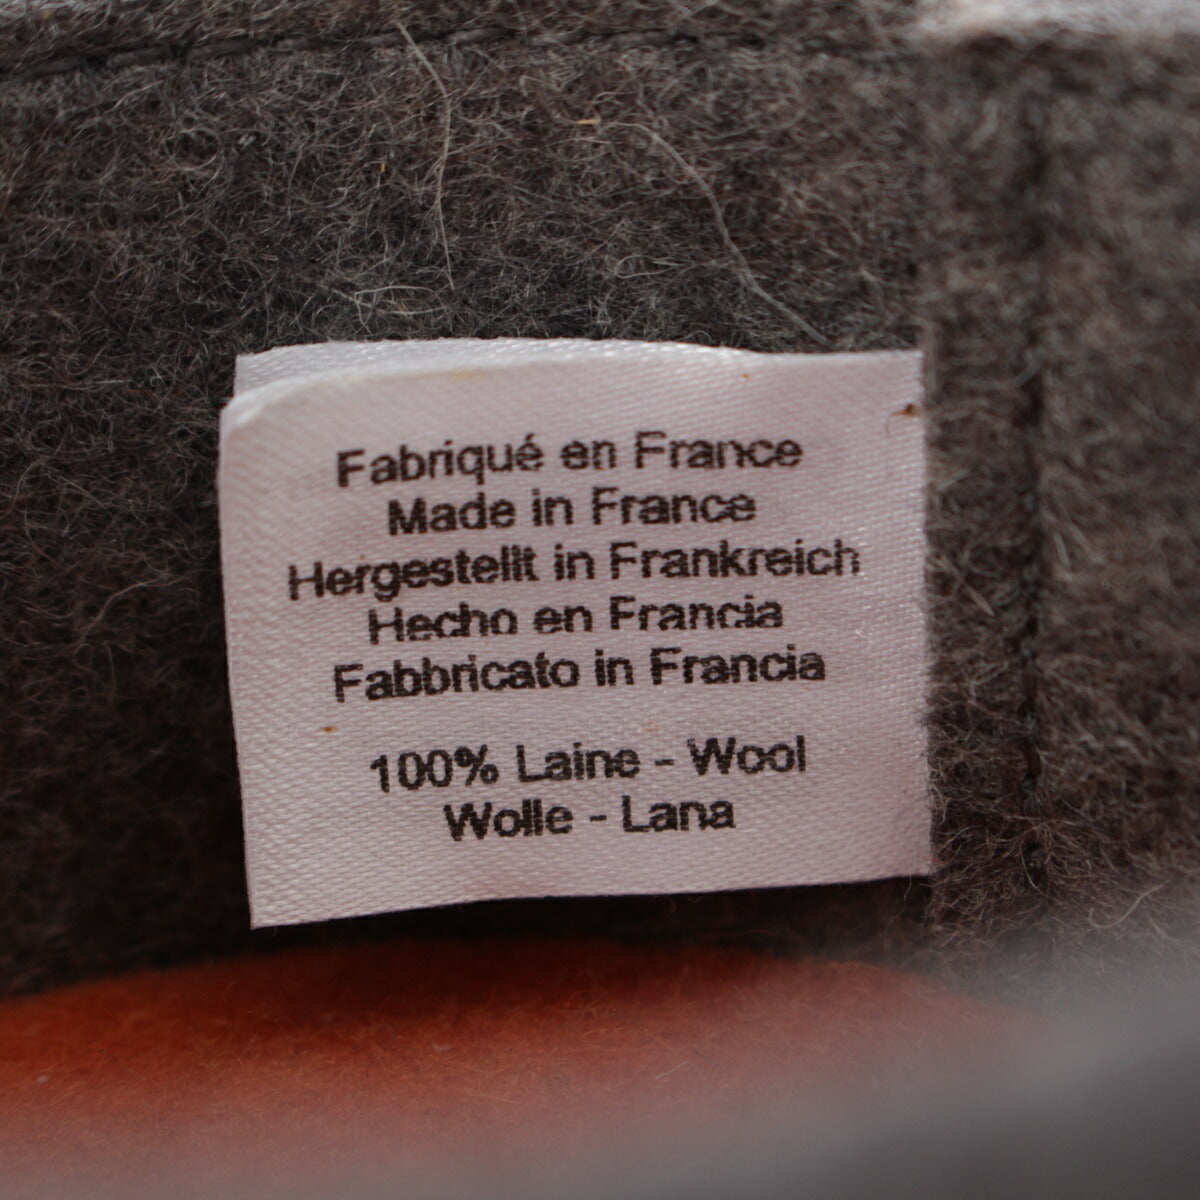 Fabriqué en France
Made in France
Hergestellt in Frankreich
Hecho en Francia
Fabbricato in Francia
100% Laine - Wool
Wolle - Lana